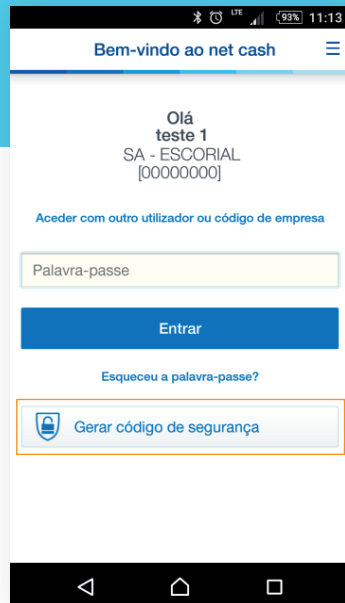 LTE 93% 11:13
Bem-vindo ao net cash
Olá
teste 1
SA - ESCORIAL
[00000000]
Aceder com outro utilizador ou código de empresa
Palavra-passe
Entrar
Esqueceu a palavra-passe?
Gerar código de segurança